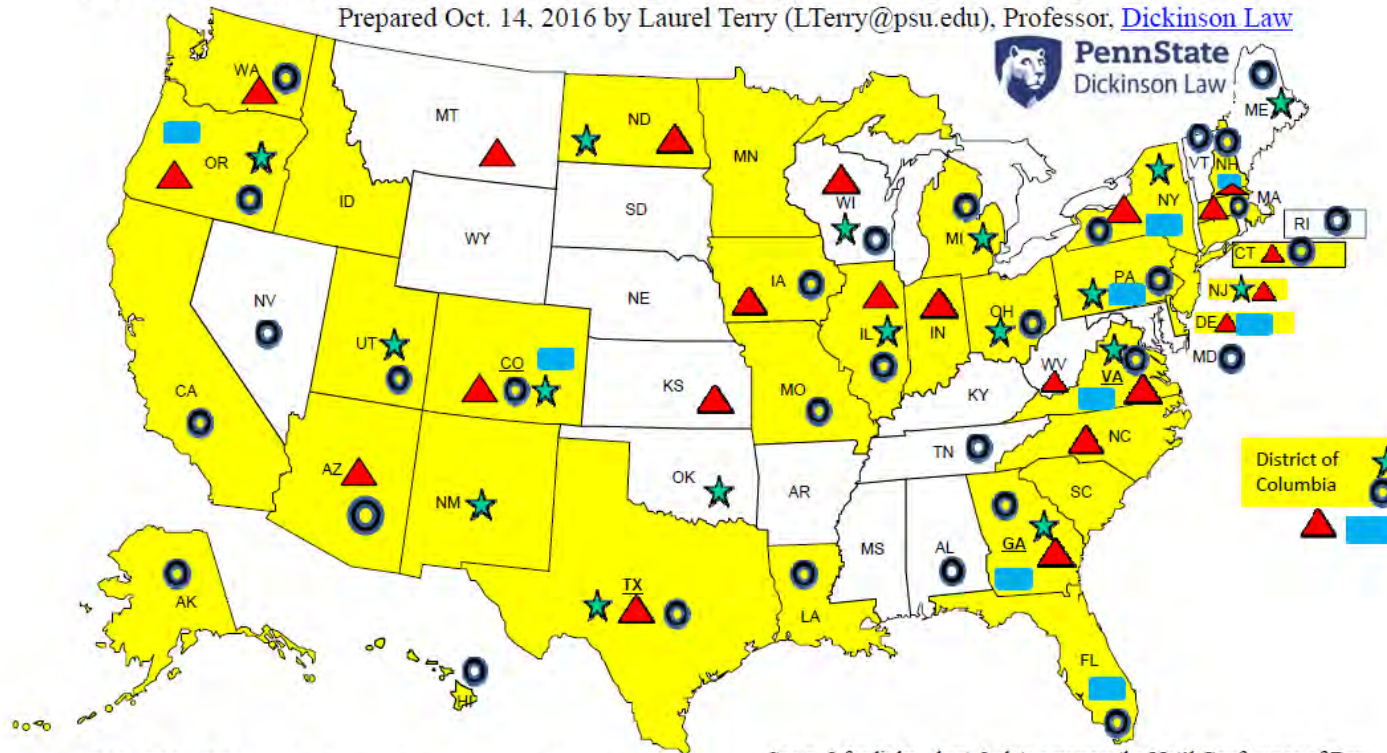 Prepared Oct. 14, 2016 by Laurel Terry (LTerry@psu.edu), Professor, Dickinson Law
PennState
Dickinson Law
WA
MT
ND
MN
ME
VT
NH
OR
ID
SD
WI
NY
MA
RI
WY
MI
CT
IA
PA
NJ
NV
NE
IL
IN
OH
DE
MD
UT
CO
WV
VA
CA
KS
MO
KY
NC
TN
AZ
NM
OK
AR
SC
District of
Columbia
MS
AL
GA
AK
TX
LA
FL
HI